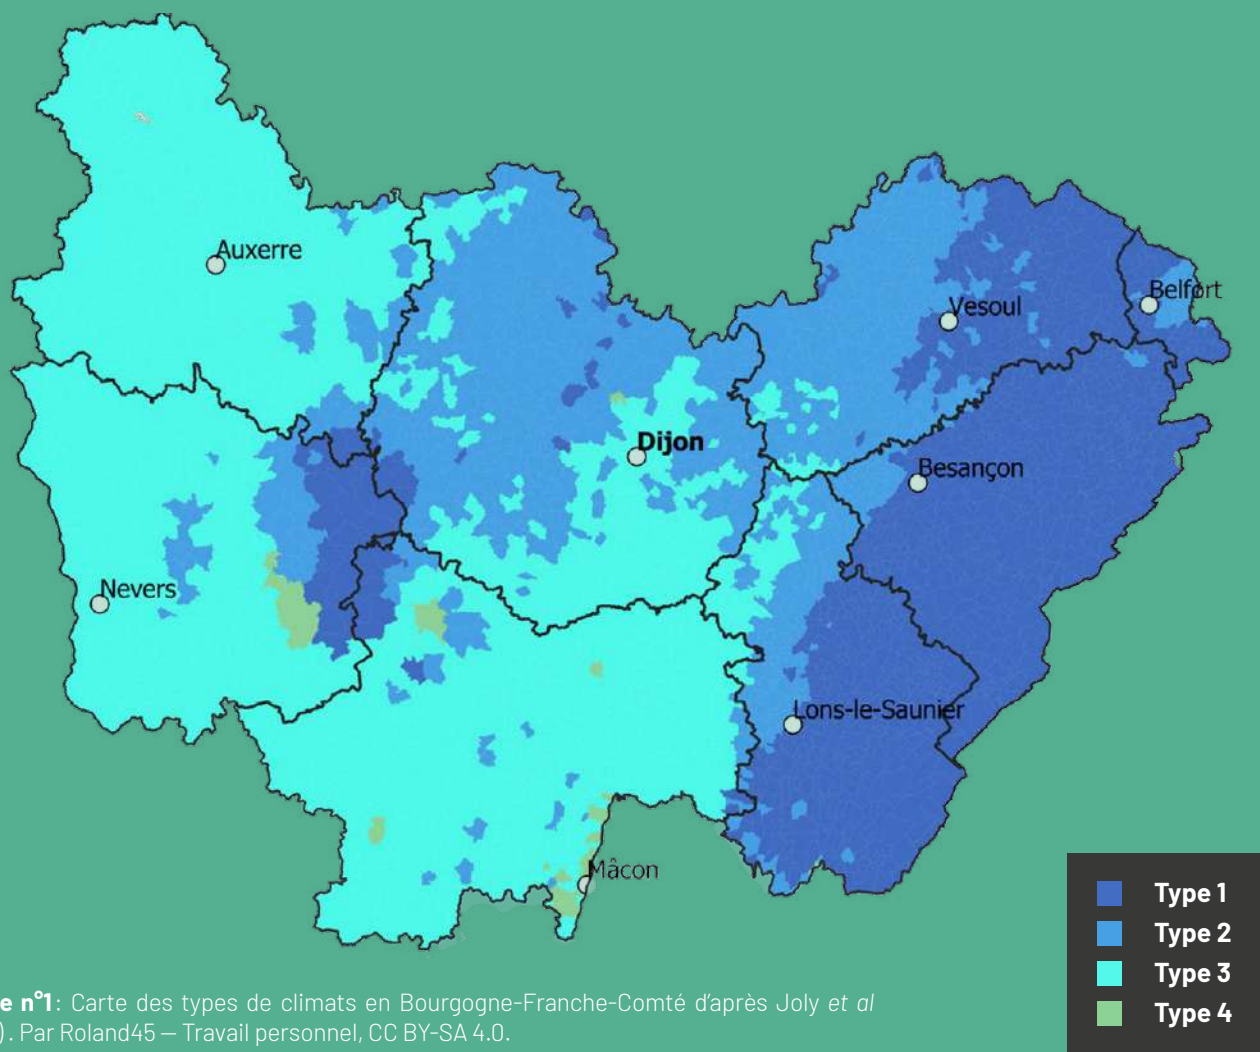 Auxerre
Belfort
Vesoul
Dijon
Besançon
Nevers
Lons-le-Saunier
Mâcon
Type 1
Type 2
Type 3
Type 4
e n°1: Carte des types de climats en Bourgogne-Franche-Comté d'après Joly et al
). Par Roland45 — Travail personnel, CC BY-SA 4.0.